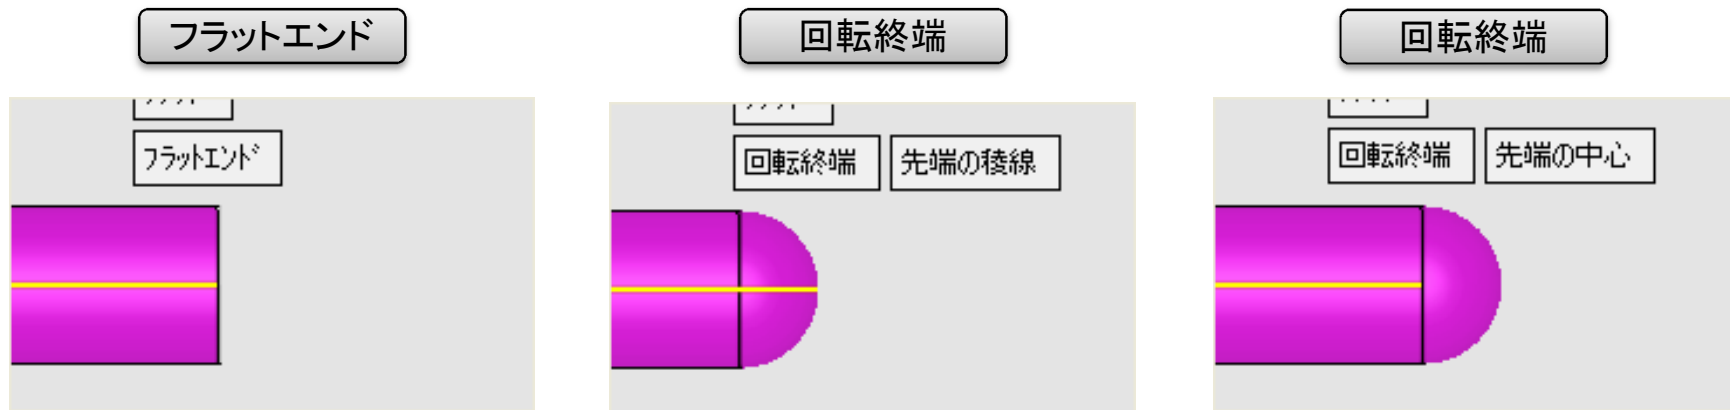 フラットエンド
回転終端
回転終端
フラットエンド
回転終端 先端の稜線
回転終端 先端の中心